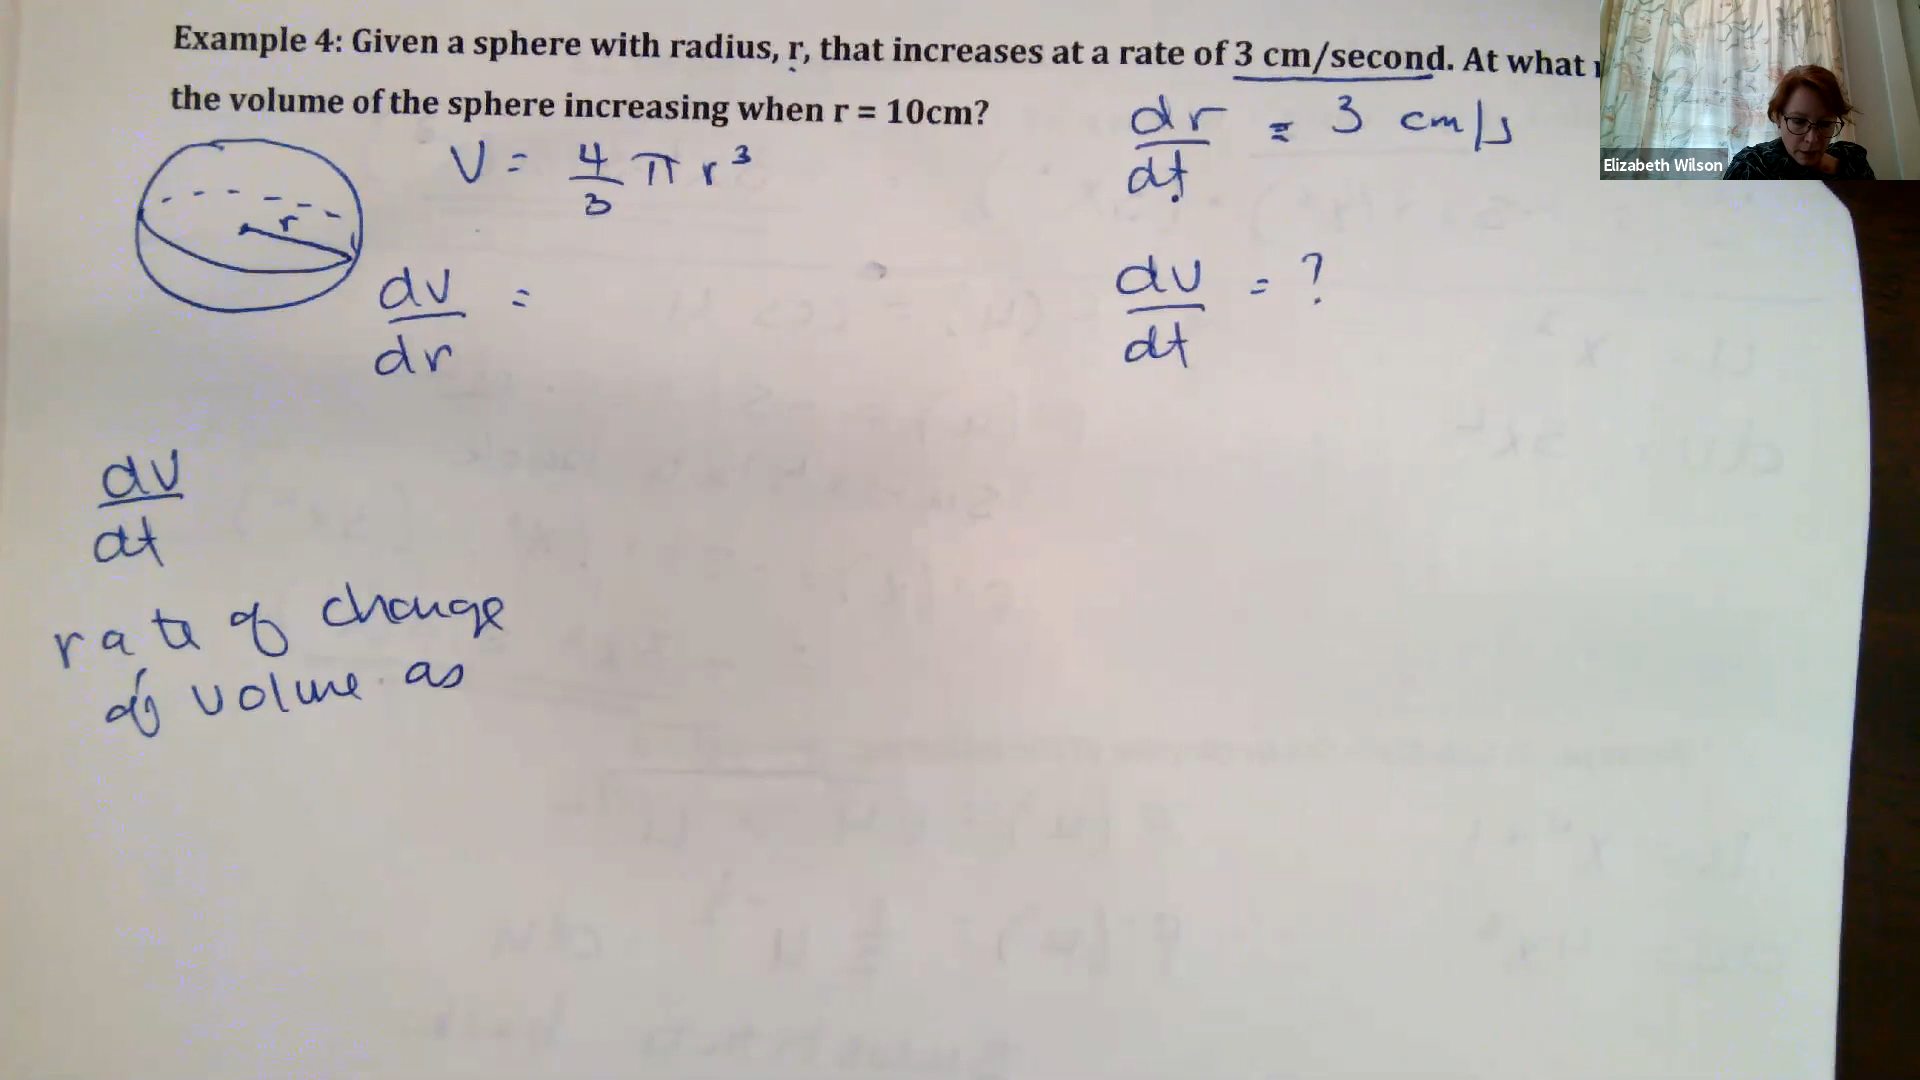 Example 4: Given a sphere with radius, r, that increases at a rate of 3 cm/second. At what
the volume of the sphere increasing when r = 10cm?
dr/dt = 3 cm/s
Elizabeth Wilson
V = 4/3 π r³
r
dv/dr =
dv/dt = ?
dv/dt
rate of change
of volume as